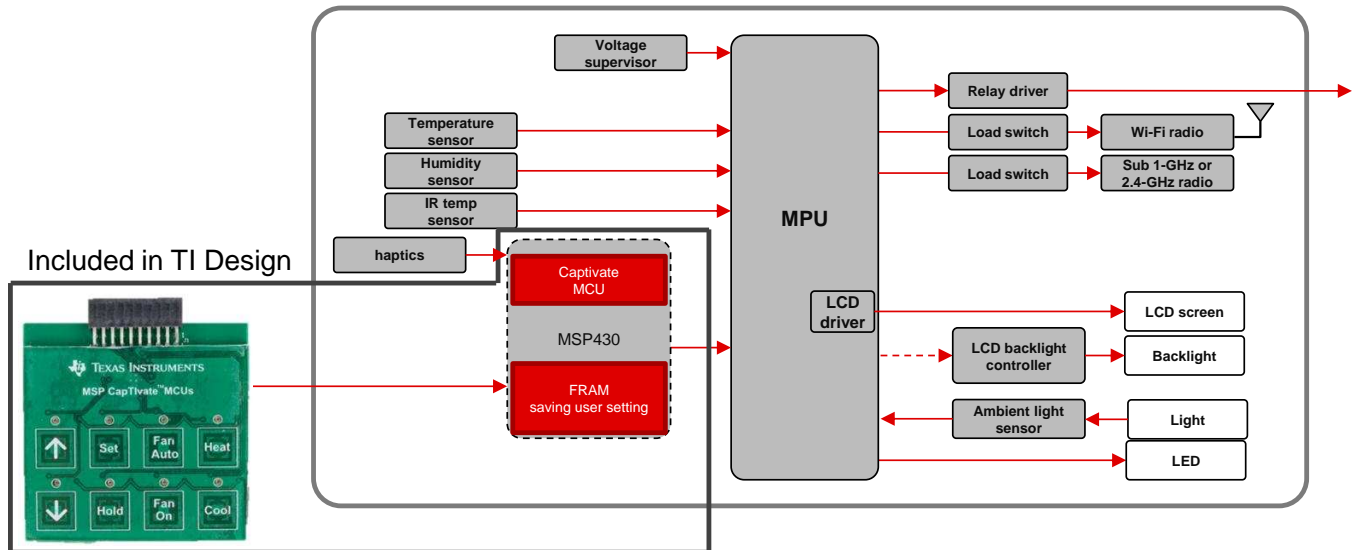 Voltage
supervisor
Relay driver
Temperature
sensor
Load switch
Wi-Fi radio
Humidity
sensor
Load switch
Sub 1-GHz or
2.4-GHz radio
IR temp
sensor
MPU
haptics
Included in TI Design
Captivate
MCU
MSP430
FRAM
saving user setting
LCD
driver
LCD screen
LCD backlight
controller
Backlight
Ambient light
sensor
Light
LED
TEXAS INSTRUMENTS
MSP CapTIvate™MCUs
Set
Fan
Auto
Heat
Hold
Fan
On
Cool